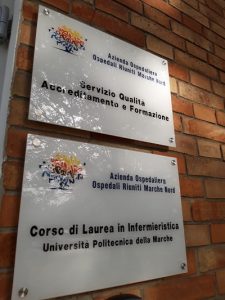 Azienda Ospedaliera
Ospedali Riuniti Marche Nord
Servizio Qualità
Accreditamento e Formazione
Azienda Ospedaliera
Ospedali Riuniti Marche Nord
Corso di Laurea in Infermieristica
Università Politecnica della Marche